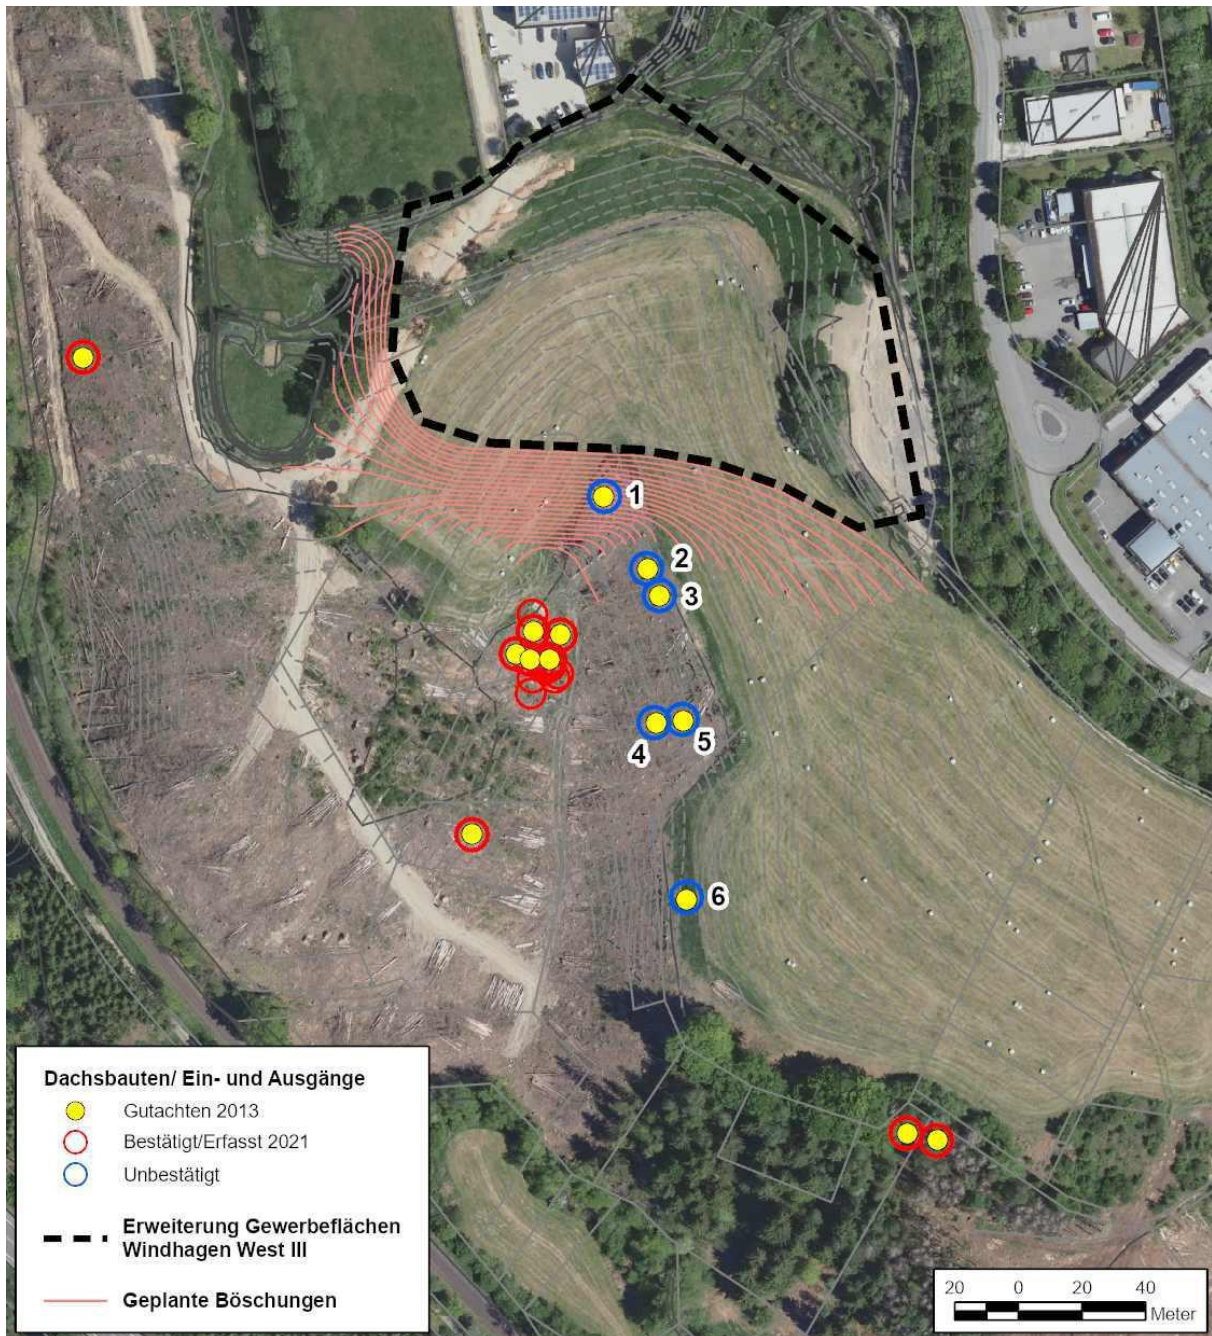 1
2
3
4
5
6
Dachsbauten/ Ein- und Ausgänge
Gutachten 2013
Bestätigt/Erfasst 2021
Unbestätigt
Erweiterung Gewerbeflächen
Windhagen West III
Geplante Böschungen
20 0 20 40
Meter